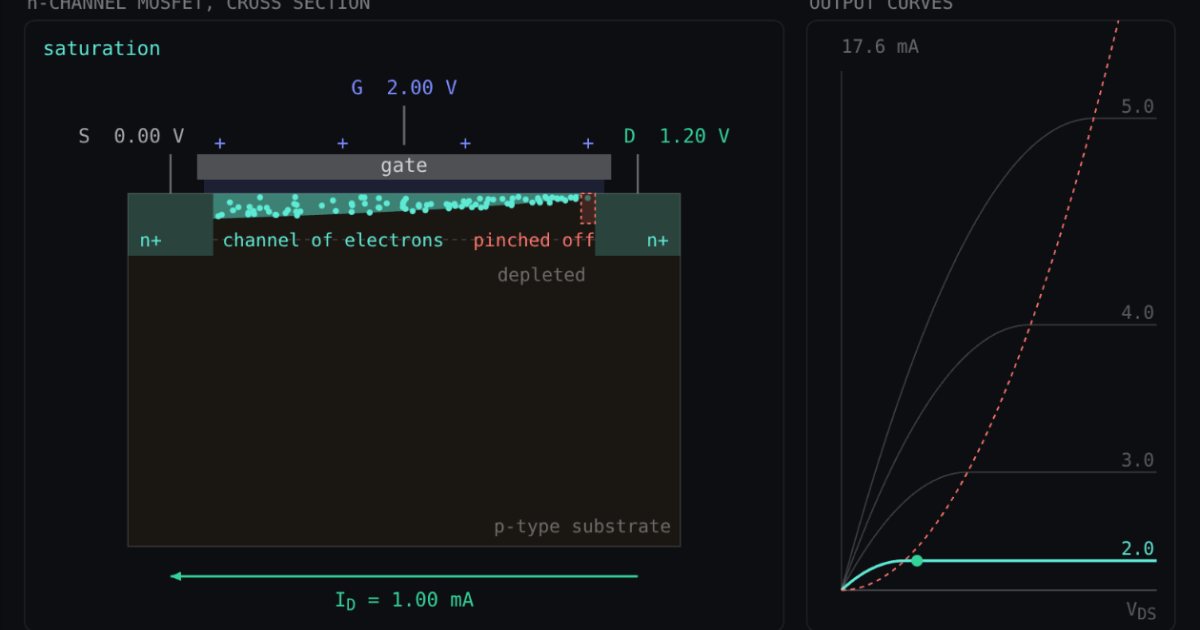 n-CHANNEL MOSFET, CROSS SECTION
saturation
G 2.00 V
S 0.00 V
D 1.20 V
+ + + +
gate
n+
channel of electrons
pinched off
n+
depleted
p-type substrate
I_D = 1.00 mA
OUTPUT CURVES
17.6 mA
5.0
4.0
3.0
2.0
V_DS